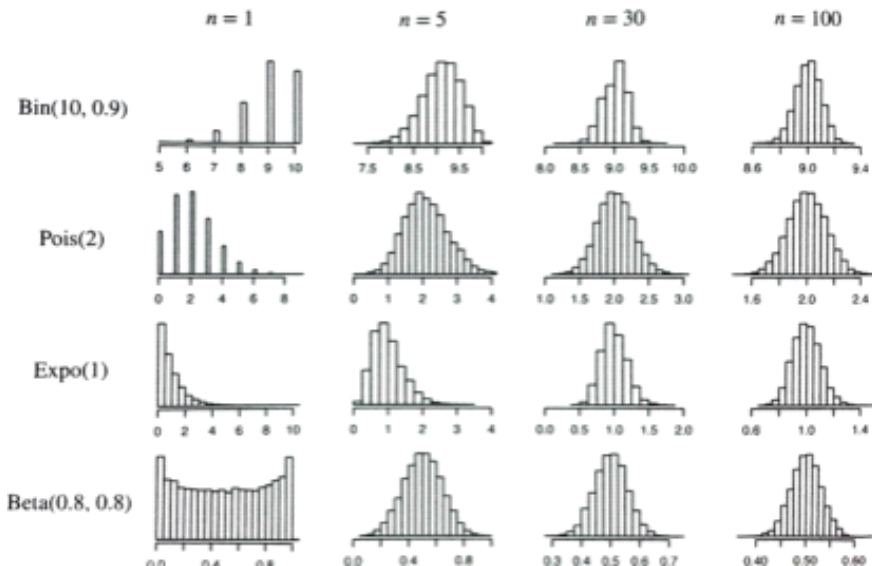 n = 1 n = 5 n = 30 n = 100
Bin(10, 0.9)
5 6 7 8 9 10 7.5 8.5 9.5 8.0 8.5 9.0 9.5 10.0 8.6 9.0 9.4
Pois(2)
0 2 4 6 8 0 1 2 3 4 1.0 1.5 2.0 2.5 3.0 1.6 2.0 2.4
Expo(1)
0 2 4 6 8 10 0 1 2 3 4 0.0 0.5 1.0 1.5 2.0 0.6 1.0 1.4
Beta(0.8, 0.8)
0.0 0.4 0.8 0.0 0.4 0.8 0.3 0.4 0.5 0.6 0.7 0.40 0.50 0.60